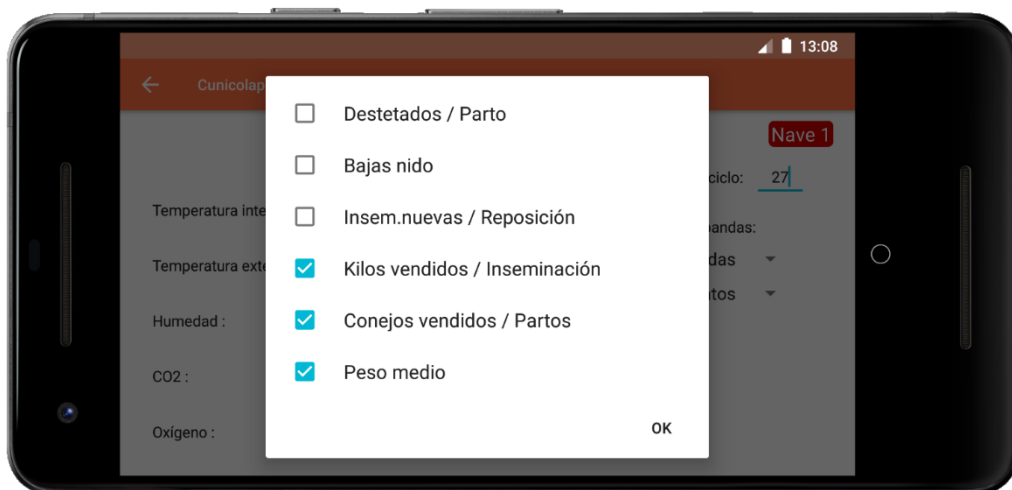 13:08
Cunicolap
Nave 1
ciclo: 27
Destetados / Parto
Bajas nido
Insem.nuevas / Reposición
Kilos vendidos / Inseminación
Conejos vendidos / Partos
Peso medio
OK
Temperatura inte
Temperatura exte
Humedad :
CO2 :
Oxígeno :
bandas:
das
tos